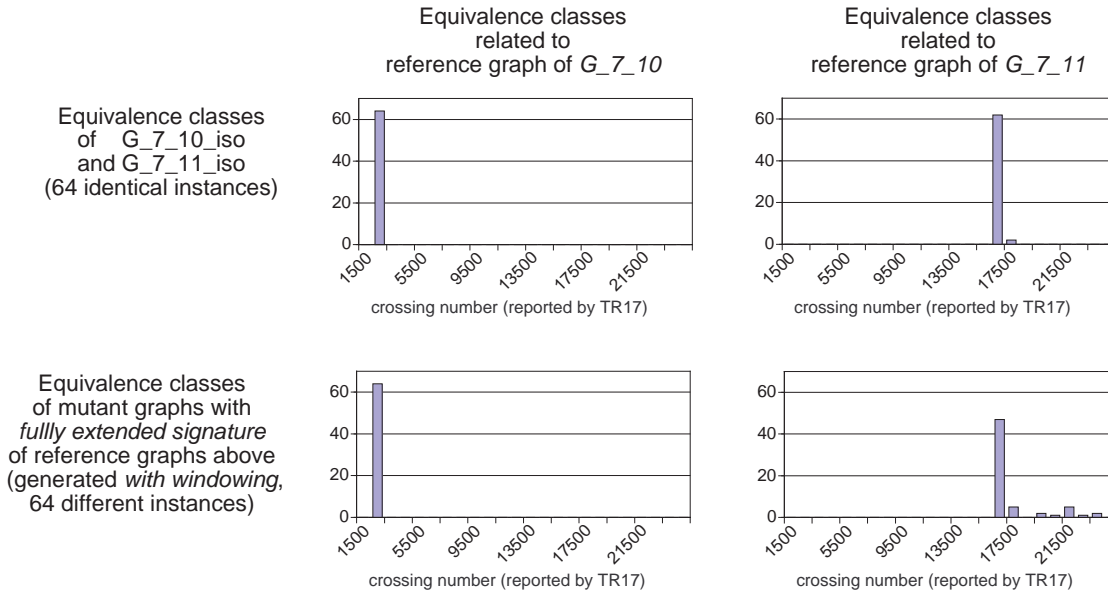 Equivalence classes
related to
reference graph of G_7_10
Equivalence classes
related to
reference graph of G_7_11
Equivalence classes
of G_7_10_iso
and G_7_11_iso
(64 identical instances)
60
40
20
0
1500
5500
9500
13500
17500
21500
crossing number (reported by TR17)
60
40
20
0
1500
5500
9500
13500
17500
21500
crossing number (reported by TR17)
Equivalence classes
of mutant graphs with
fullly extended signature
of reference graphs above
(generated with windowing,
64 different instances)
60
40
20
0
1500
5500
9500
13500
17500
21500
crossing number (reported by TR17)
60
40
20
0
1500
5500
9500
13500
17500
21500
crossing number (reported by TR17)